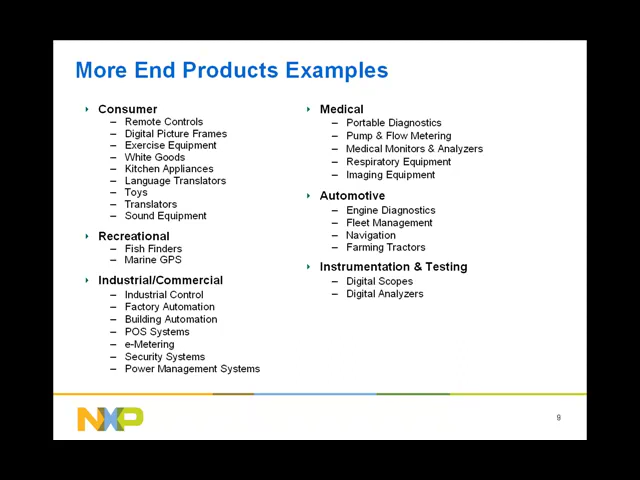 More End Products Examples
Consumer
– Remote Controls
– Digital Picture Frames
– Exercise Equipment
– White Goods
– Kitchen Appliances
– Language Translators
– Toys
– Translators
– Sound Equipment
Recreational
– Fish Finders
– Marine GPS
Industrial/Commercial
– Industrial Control
– Factory Automation
– Building Automation
– POS Systems
– e-Metering
– Security Systems
– Power Management Systems
Medical
– Portable Diagnostics
– Pump & Flow Metering
– Medical Monitors & Analyzers
– Respiratory Equipment
– Imaging Equipment
Automotive
– Engine Diagnostics
– Fleet Management
– Navigation
– Farming Tractors
Instrumentation & Testing
– Digital Scopes
– Digital Analyzers
NXP
9